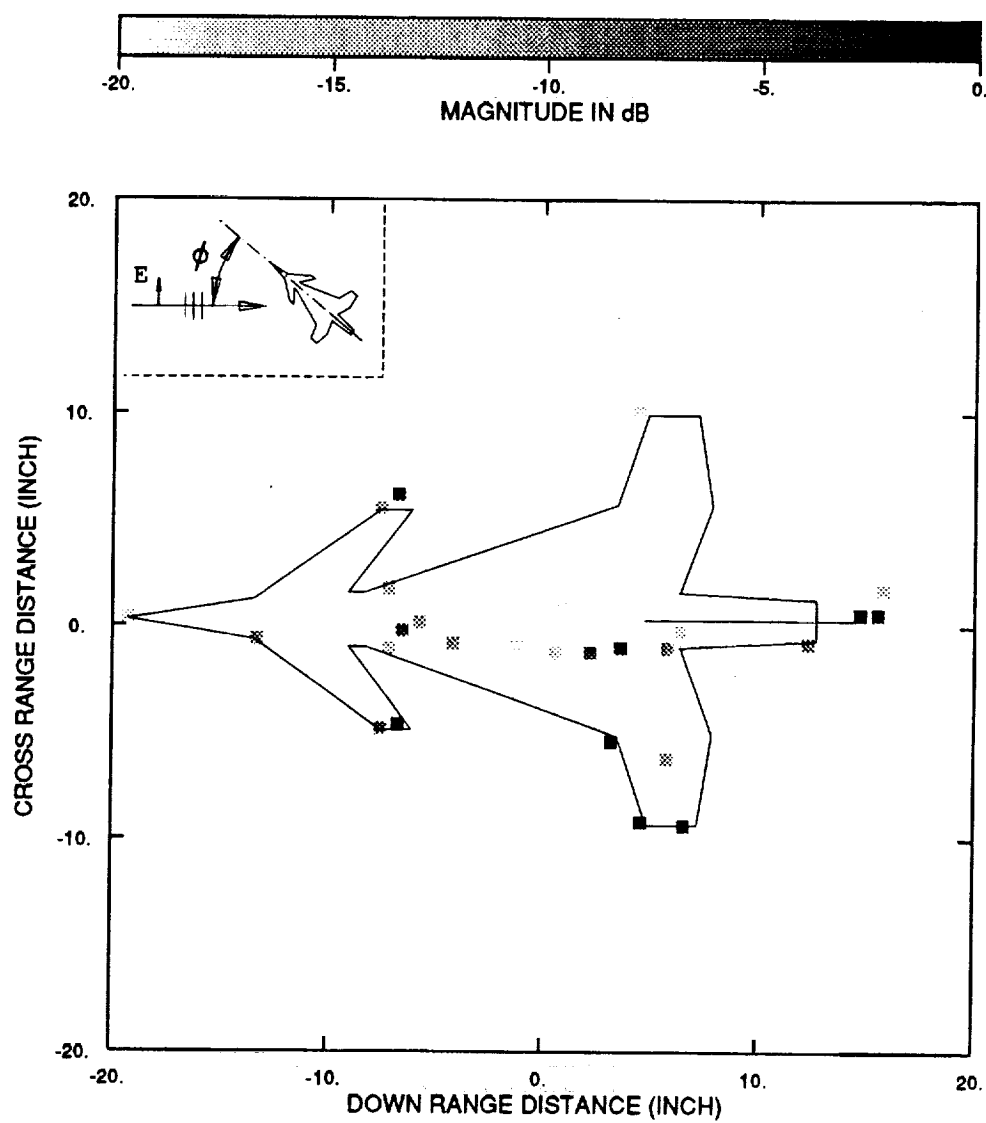 -20. -15. -10. -5. 0.
MAGNITUDE IN dB
20.
ϕ
E
10.
0.
-10.
-20.
CROSS RANGE DISTANCE (INCH)
-20. -10. 0. 10. 20.
DOWN RANGE DISTANCE (INCH)